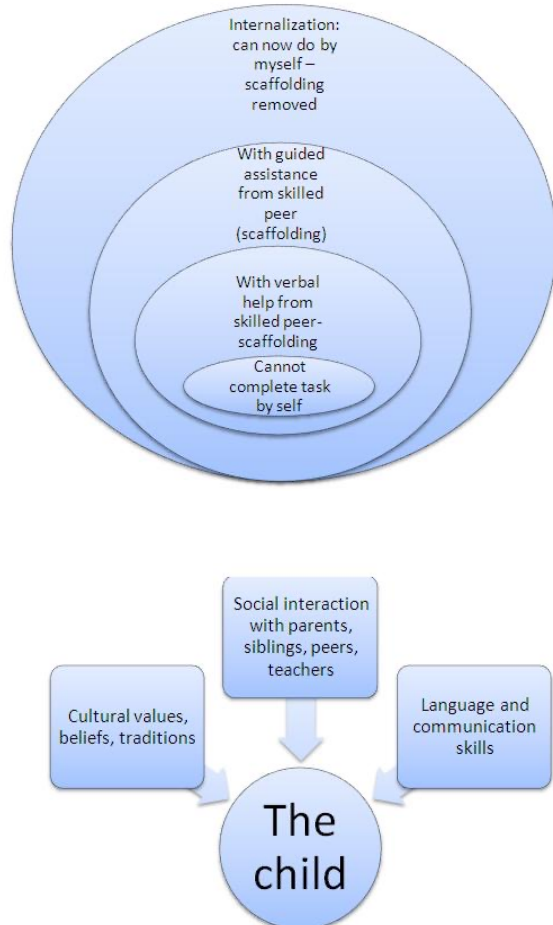 Internalization:
can now do by
myself –
scaffolding
removed
With guided
assistance
from skilled
peer
(scaffolding)
With verbal
help from
skilled peer-
scaffolding
Cannot
complete task
by self
Social interaction
with parents,
siblings, peers,
teachers
Cultural values,
beliefs, traditions
Language and
communication
skills
The
child